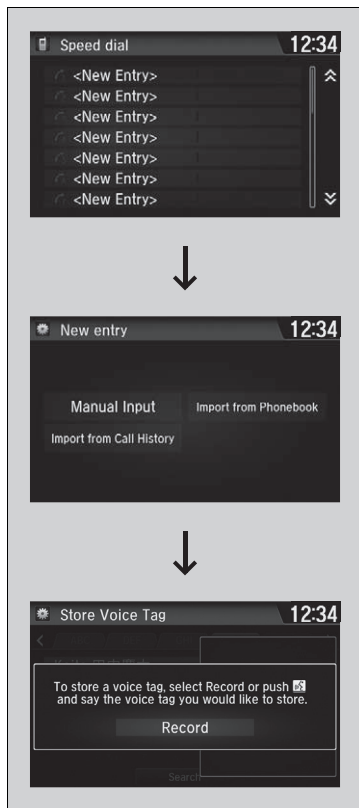 Speed dial 12:34
<New Entry>
<New Entry>
<New Entry>
<New Entry>
<New Entry>
<New Entry>
<New Entry>
New entry 12:34
Manual Input Import from Phonebook
Import from Call History
Store Voice Tag 12:34
To store a voice tag, select Record or push
and say the voice tag you would like to store.
Record
Search